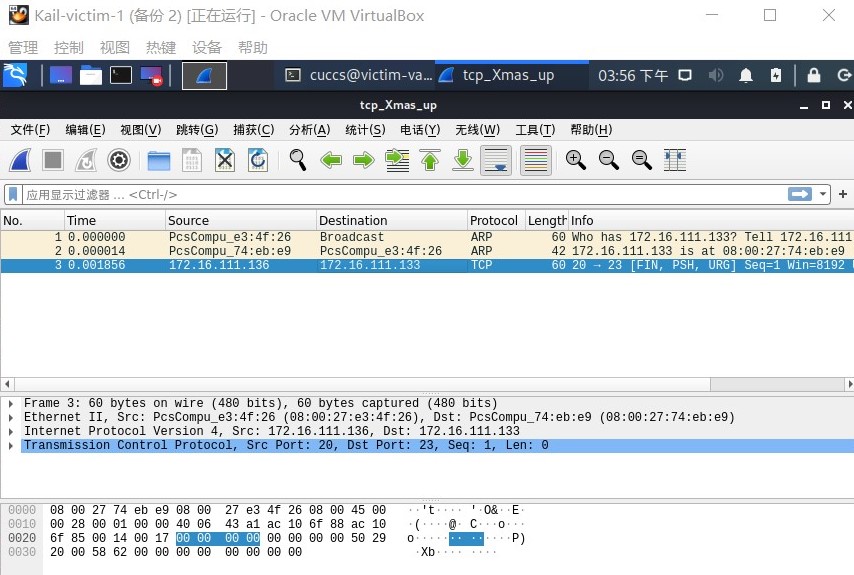 Kail-victim-1 (备份 2) [正在运行] - Oracle VM VirtualBox
管理 控制 视图 热键 设备 帮助
cuccs@victim-va... tcp_Xmas_up 03:56 下午
tcp_Xmas_up
文件(F) 编辑(E) 视图(V) 跳转(G) 捕获(C) 分析(A) 统计(S) 电话(Y) 无线(W) 工具(T) 帮助(H)
应用显示过滤器 ... <Ctrl-/>
No. Time Source Destination Protocol Length Info
1 0.000000 PcsCompu_e3:4f:26 Broadcast ARP 60 Who has 172.16.111.133? Tell 172.16.111
2 0.000014 PcsCompu_74:eb:e9 PcsCompu_e3:4f:26 ARP 42 172.16.111.133 is at 08:00:27:74:eb:e9
3 0.001856 172.16.111.136 172.16.111.133 TCP 60 20 → 23 [FIN, PSH, URG] Seq=1 Win=8192
Frame 3: 60 bytes on wire (480 bits), 60 bytes captured (480 bits)
Ethernet II, Src: PcsCompu_e3:4f:26 (08:00:27:e3:4f:26), Dst: PcsCompu_74:eb:e9 (08:00:27:74:eb:e9)
Internet Protocol Version 4, Src: 172.16.111.136, Dst: 172.16.111.133
Transmission Control Protocol, Src Port: 20, Dst Port: 23, Seq: 1, Len: 0
0000 08 00 27 74 eb e9 08 00 27 e3 4f 26 08 00 45 00 ··'t···· '·O&··E·
0010 00 28 00 01 00 00 40 06 43 a1 ac 10 6f 88 ac 10 ·(····@· C···o···
0020 6f 85 00 14 00 17 00 00 00 00 00 00 00 00 50 29 o······· ······P)
0030 20 00 58 62 00 00 00 00 00 00 00 00 ·Xb···· ····